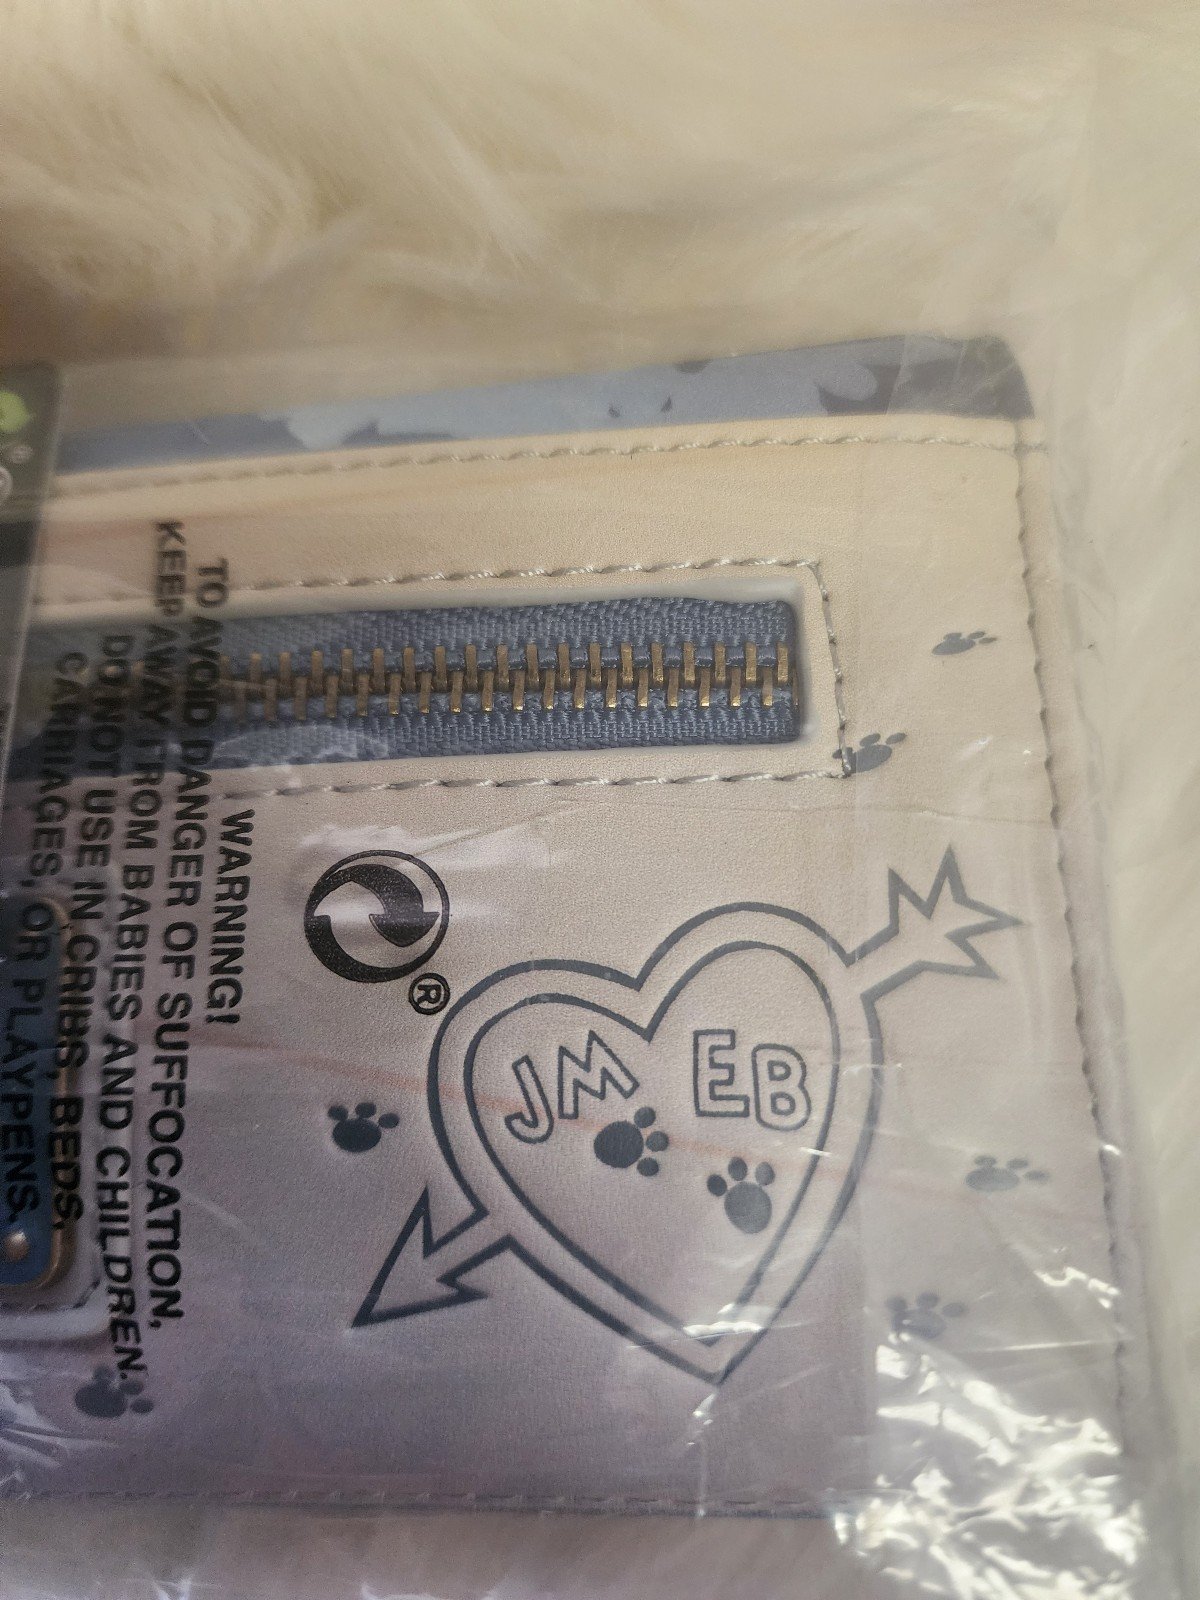 WARNING!
TO AVOID DANGER OF SUFFOCATION,
KEEP AWAY FROM BABIES AND CHILDREN.
DO NOT USE IN CRIBS, BEDS,
CARRIAGES, OR PLAYPENS.
®
JM EB